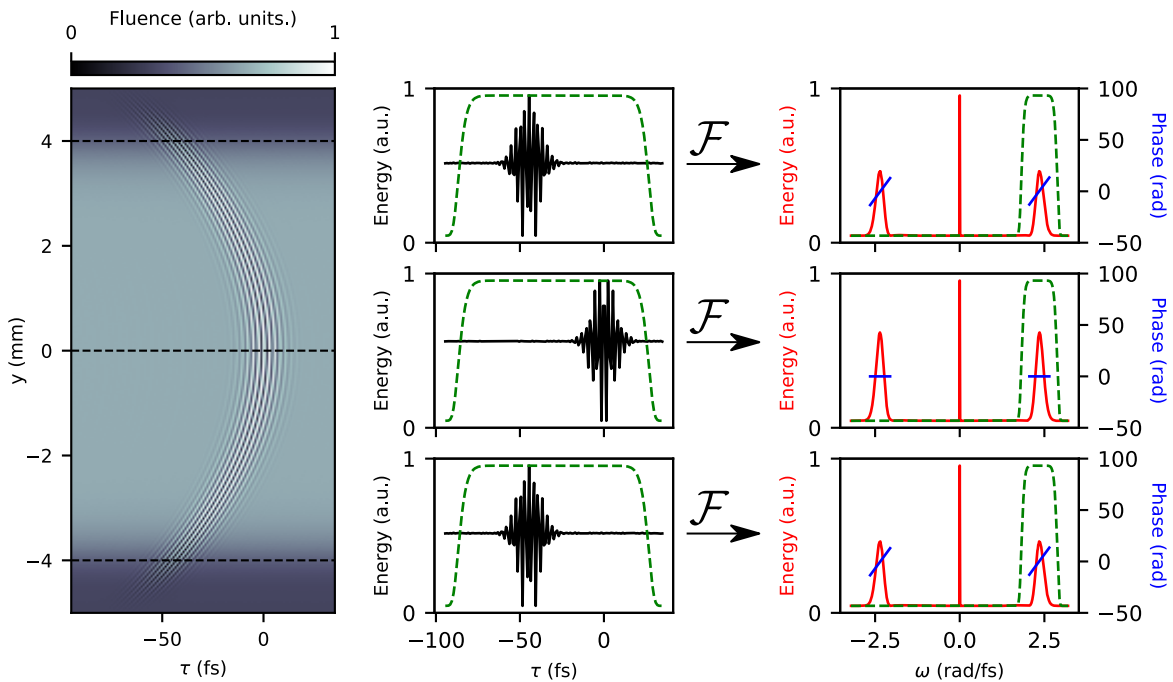 Fluence (arb. units.)
0 1
y (mm)
4
2
0
−2
−4
−50 0
τ (fs)
Energy (a.u.)
1
0
ℱ
Energy (a.u.)
1
0
100
50
0
−50
Phase (rad)
Energy (a.u.)
1
0
ℱ
Energy (a.u.)
1
0
100
50
0
−50
Phase (rad)
Energy (a.u.)
1
0
−100 −50 0
τ (fs)
ℱ
Energy (a.u.)
1
0
−2.5 0.0 2.5
ω (rad/fs)
100
50
0
−50
Phase (rad)